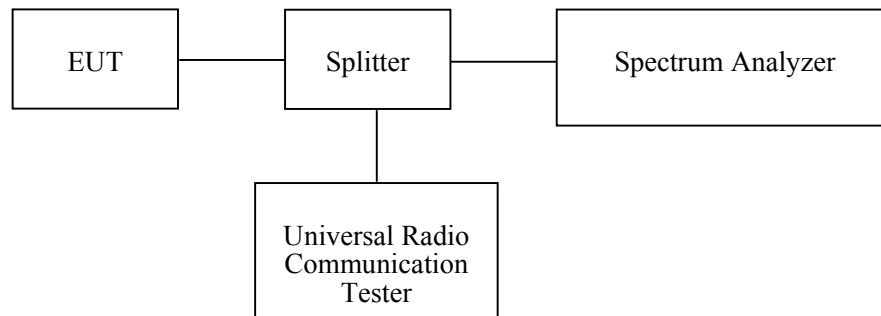 EUT
Splitter
Spectrum Analyzer
Universal Radio
Communication
Tester